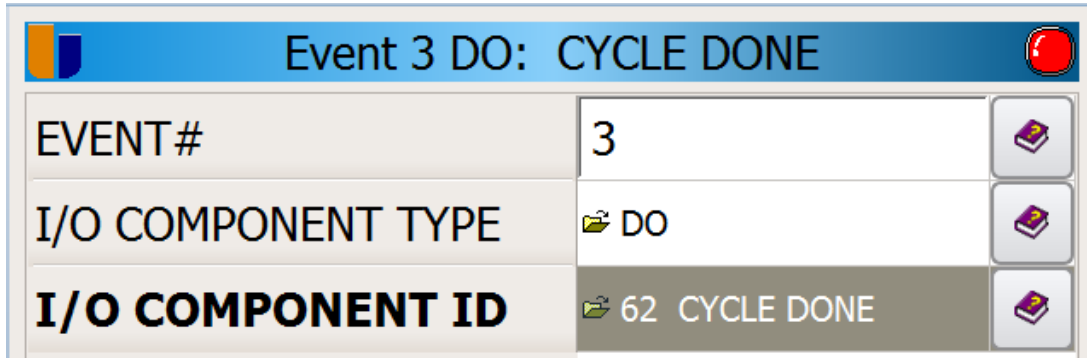 Event 3 DO: CYCLE DONE
EVENT# 3
I/O COMPONENT TYPE DO
I/O COMPONENT ID 62 CYCLE DONE